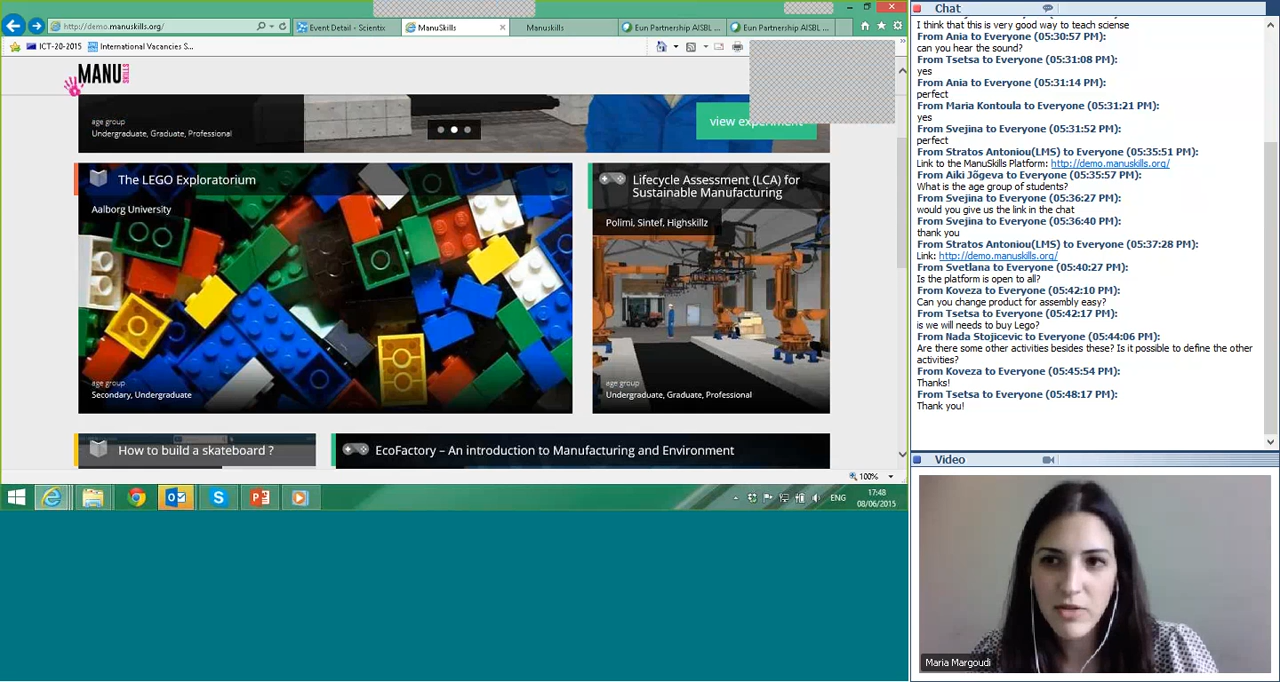 http://demo.manuskills.org/
Event Detail - Scientix
ManuSkills
Manuskills
Eun Partnership AISBL ...
Eun Partnership AISBL ...
ICT-20-2015
International Vacancies S...
MANU
SKILLS
age group
Undergraduate, Graduate, Professional
view experiment
The LEGO Exploratorium
Aalborg University
age group
Secondary, Undergraduate
Lifecycle Assessment (LCA) for
Sustainable Manufacturing
Polimi, Sintef, Highskillz
age group
Undergraduate, Graduate, Professional
How to build a skateboard ?
EcoFactory – An introduction to Manufacturing and Environment
100%
ENG
17:48
08/06/2015
Chat
I think that this is very good way to teach sciense
From Ania to Everyone (05:30:57 PM):
can you hear the sound?
From Tsetsa to Everyone (05:31:08 PM):
yes
From Ania to Everyone (05:31:14 PM):
perfect
From Maria Kontoula to Everyone (05:31:21 PM):
yes
From Svejina to Everyone (05:31:52 PM):
perfect
From Stratos Antoniou(LMS) to Everyone (05:35:51 PM):
Link to the ManuSkills Platform: http://demo.manuskills.org/
From Aiki Jõgeva to Everyone (05:35:57 PM):
What is the age group of students?
From Svejina to Everyone (05:36:27 PM):
would you give us the link in the chat
From Svejina to Everyone (05:36:40 PM):
thank you
From Stratos Antoniou(LMS) to Everyone (05:37:28 PM):
Link: http://demo.manuskills.org/
From Svetlana to Everyone (05:40:27 PM):
Is the platform is open to all?
From Koveza to Everyone (05:42:10 PM):
Can you change product for assembly easy?
From Tsetsa to Everyone (05:42:17 PM):
is we will needs to buy Lego?
From Nada Stojicevic to Everyone (05:44:06 PM):
Are there some other activities besides these? Is it possible to define the other
activities?
From Koveza to Everyone (05:45:54 PM):
Thanks!
From Tsetsa to Everyone (05:48:17 PM):
Thank you!
Video
Maria Margoudi